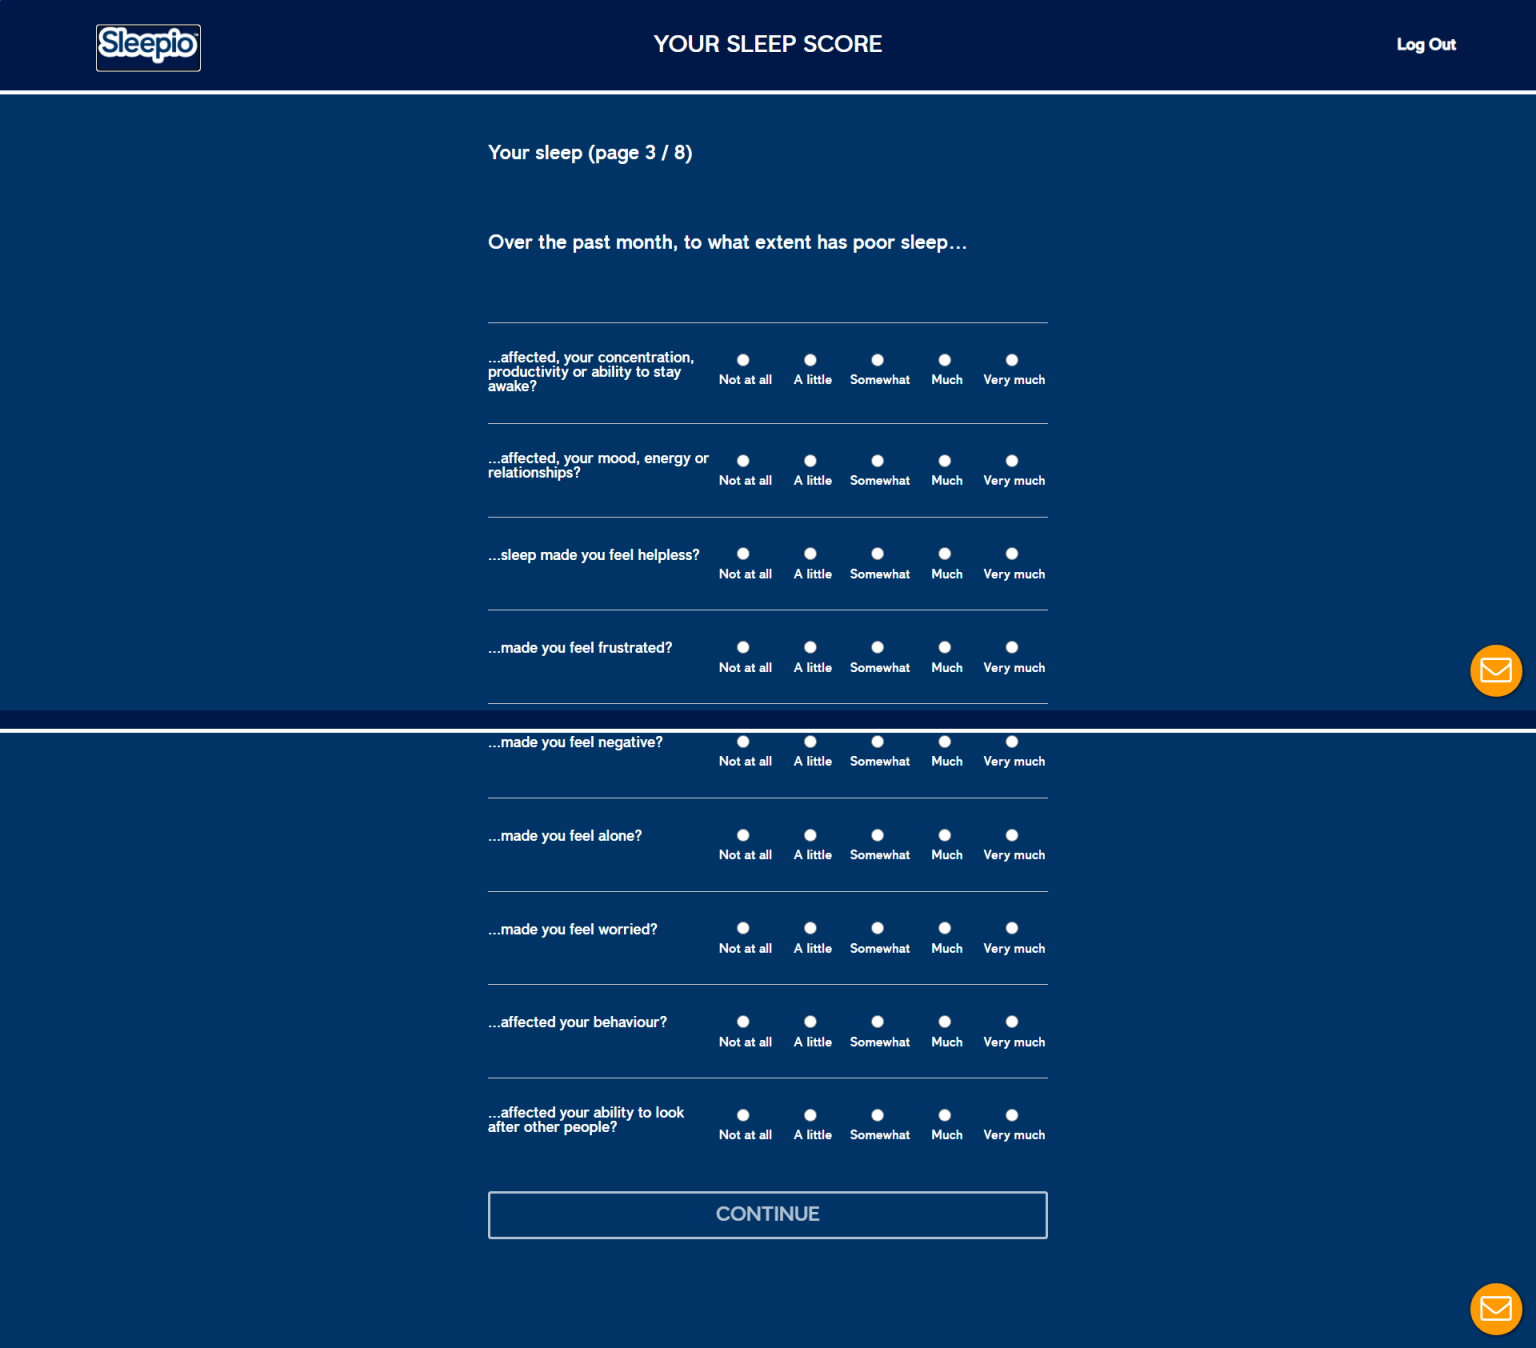 Sleepio™
YOUR SLEEP SCORE
Log Out
Your sleep (page 3 / 8)
Over the past month, to what extent has poor sleep...
...affected, your concentration,
productivity or ability to stay
awake?
Not at all A little Somewhat Much Very much
...affected, your mood, energy or
relationships?
Not at all A little Somewhat Much Very much
...sleep made you feel helpless?
Not at all A little Somewhat Much Very much
...made you feel frustrated?
Not at all A little Somewhat Much Very much
...made you feel negative?
Not at all A little Somewhat Much Very much
...made you feel alone?
Not at all A little Somewhat Much Very much
...made you feel worried?
Not at all A little Somewhat Much Very much
...affected your behaviour?
Not at all A little Somewhat Much Very much
...affected your ability to look
after other people?
Not at all A little Somewhat Much Very much
CONTINUE